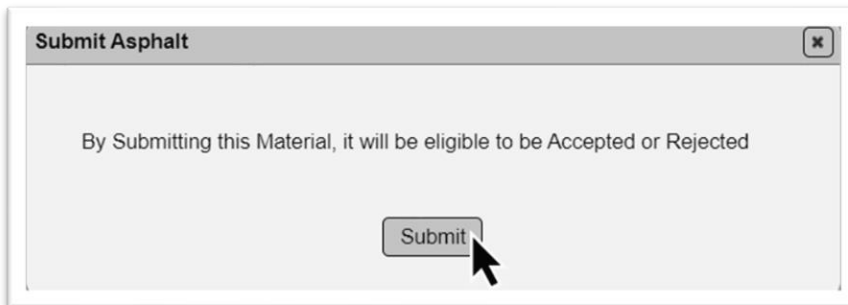 Submit Asphalt
By Submitting this Material, it will be eligible to be Accepted or Rejected
Submit